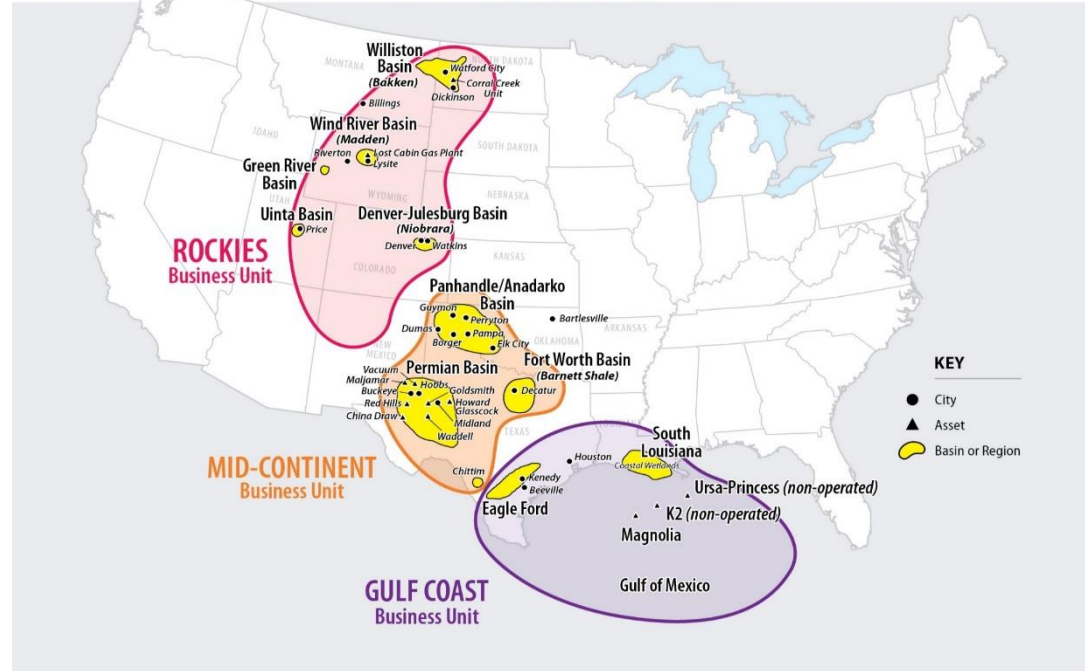 Williston
Basin
(Bakken)
MONTANA
NORTH DAKOTA
Watford City
Corral Creek
Unit
Dickinson
Billings
IDAHO
Wind River Basin
(Madden)
Riverton
Lost Cabin Gas Plant
Lysite
SOUTH DAKOTA
Green River
Basin
WYOMING
NEBRASKA
UTAH
Uinta Basin
Price
Denver-Julesburg Basin
(Niobrara)
Denver
Watkins
ROCKIES
Business Unit
COLORADO
KANSAS
Panhandle/Anadarko
Basin
Guymon
Perryton
Dumas
Pampa
Borger
Elk City
Bartlesville
OKLAHOMA
ARKANSAS
NEW
MEXICO
Permian Basin
Fort Worth Basin
(Barnett Shale)
Decatur
Vacuum
Maljamar
Hobbs
Buckeye
Goldsmith
Red Hills
Howard
Glasscock
China Draw
Midland
Waddell
TEXAS
MID-CONTINENT
Business Unit
Chittim
Houston
South
Louisiana
Coastal Wetlands
Kenedy
Beeville
Eagle Ford
Ursa-Princess (non-operated)
K2 (non-operated)
Magnolia
GULF COAST
Business Unit
Gulf of Mexico
KEY
City
Asset
Basin or Region